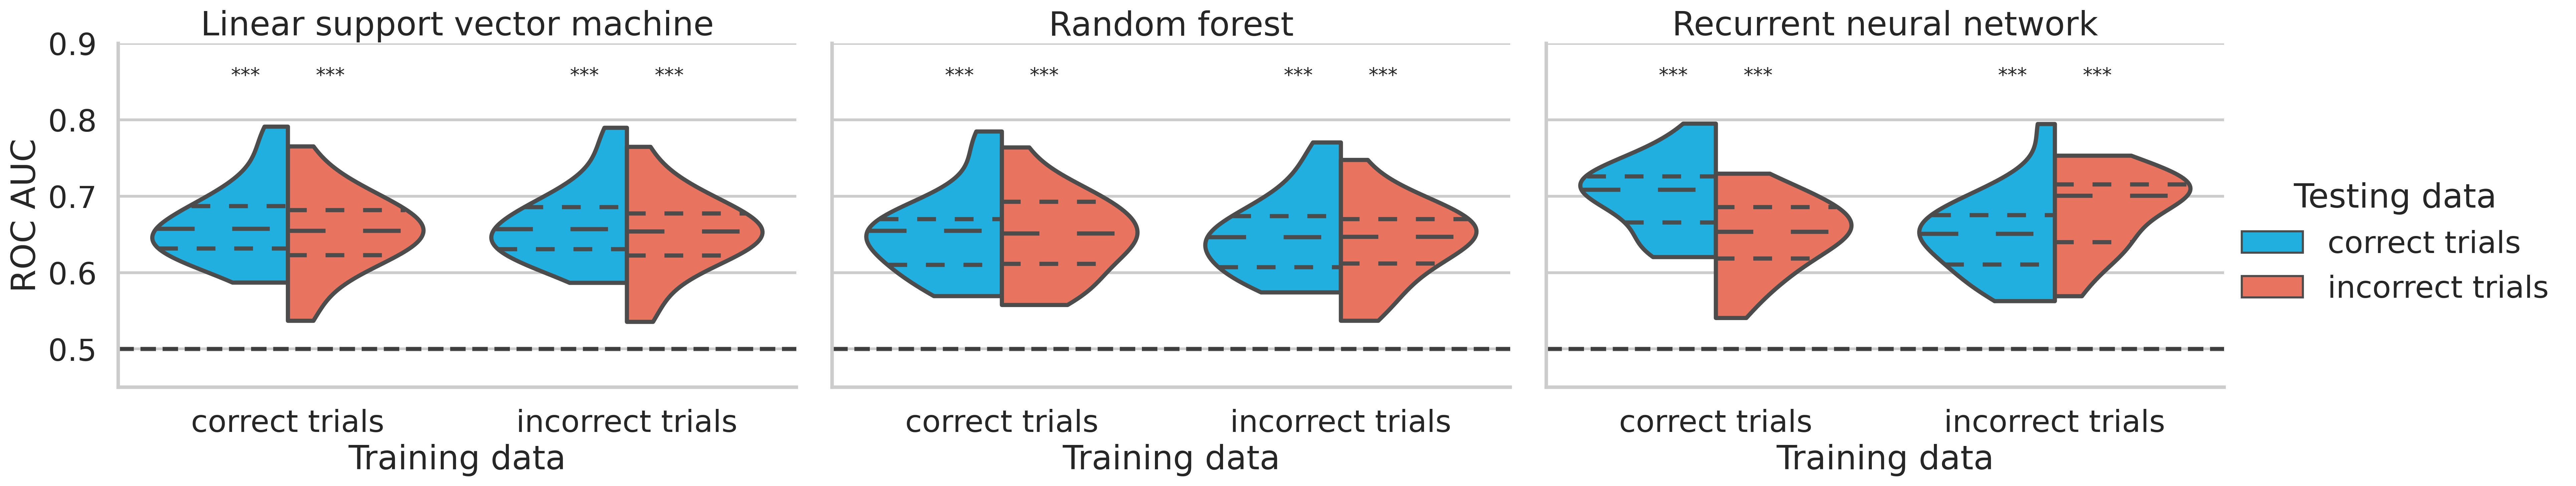 Linear support vector machine
Random forest
Recurrent neural network
ROC AUC
0.9
0.8
0.7
0.6
0.5
*** *** *** ***
*** *** *** ***
*** *** *** ***
correct trials incorrect trials
Training data
correct trials incorrect trials
Training data
correct trials incorrect trials
Training data
Testing data
correct trials
incorrect trials